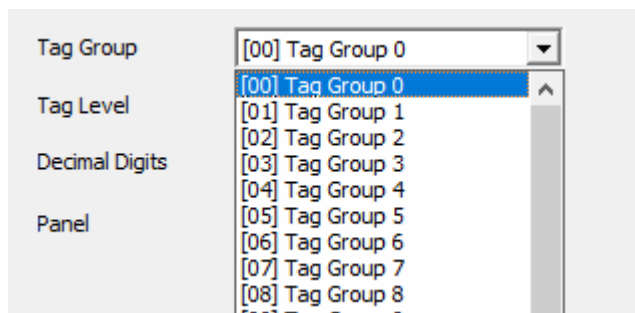 Tag Group
[00] Tag Group 0
[00] Tag Group 0
Tag Level
[01] Tag Group 1
[02] Tag Group 2
Decimal Digits
[03] Tag Group 3
[04] Tag Group 4
Panel
[05] Tag Group 5
[06] Tag Group 6
[07] Tag Group 7
[08] Tag Group 8